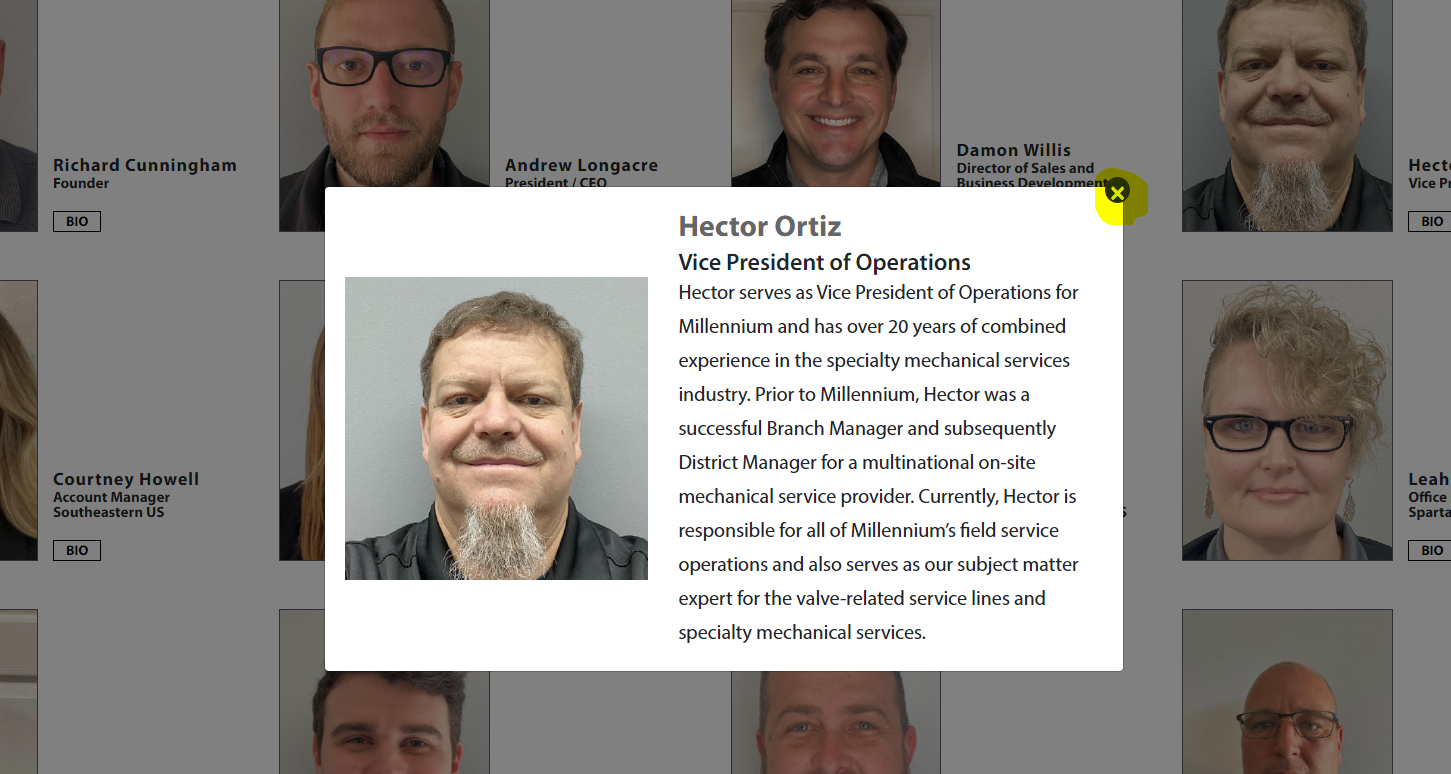 Richard Cunningham
Founder
BIO
Andrew Longacre
President / CEO
Damon Willis
Director of Sales and
Business Development
Vice
BIO
Hector Ortiz
Vice President of Operations
Hector serves as Vice President of Operations for
Millennium and has over 20 years of combined
experience in the specialty mechanical services
industry. Prior to Millennium, Hector was a
successful Branch Manager and subsequently
District Manager for a multinational on-site
mechanical service provider. Currently, Hector is
responsible for all of Millennium’s field service
operations and also serves as our subject matter
expert for the valve-related service lines and
specialty mechanical services.
Courtney Howell
Account Manager
Southeastern US
BIO
Leah
Office
BIO